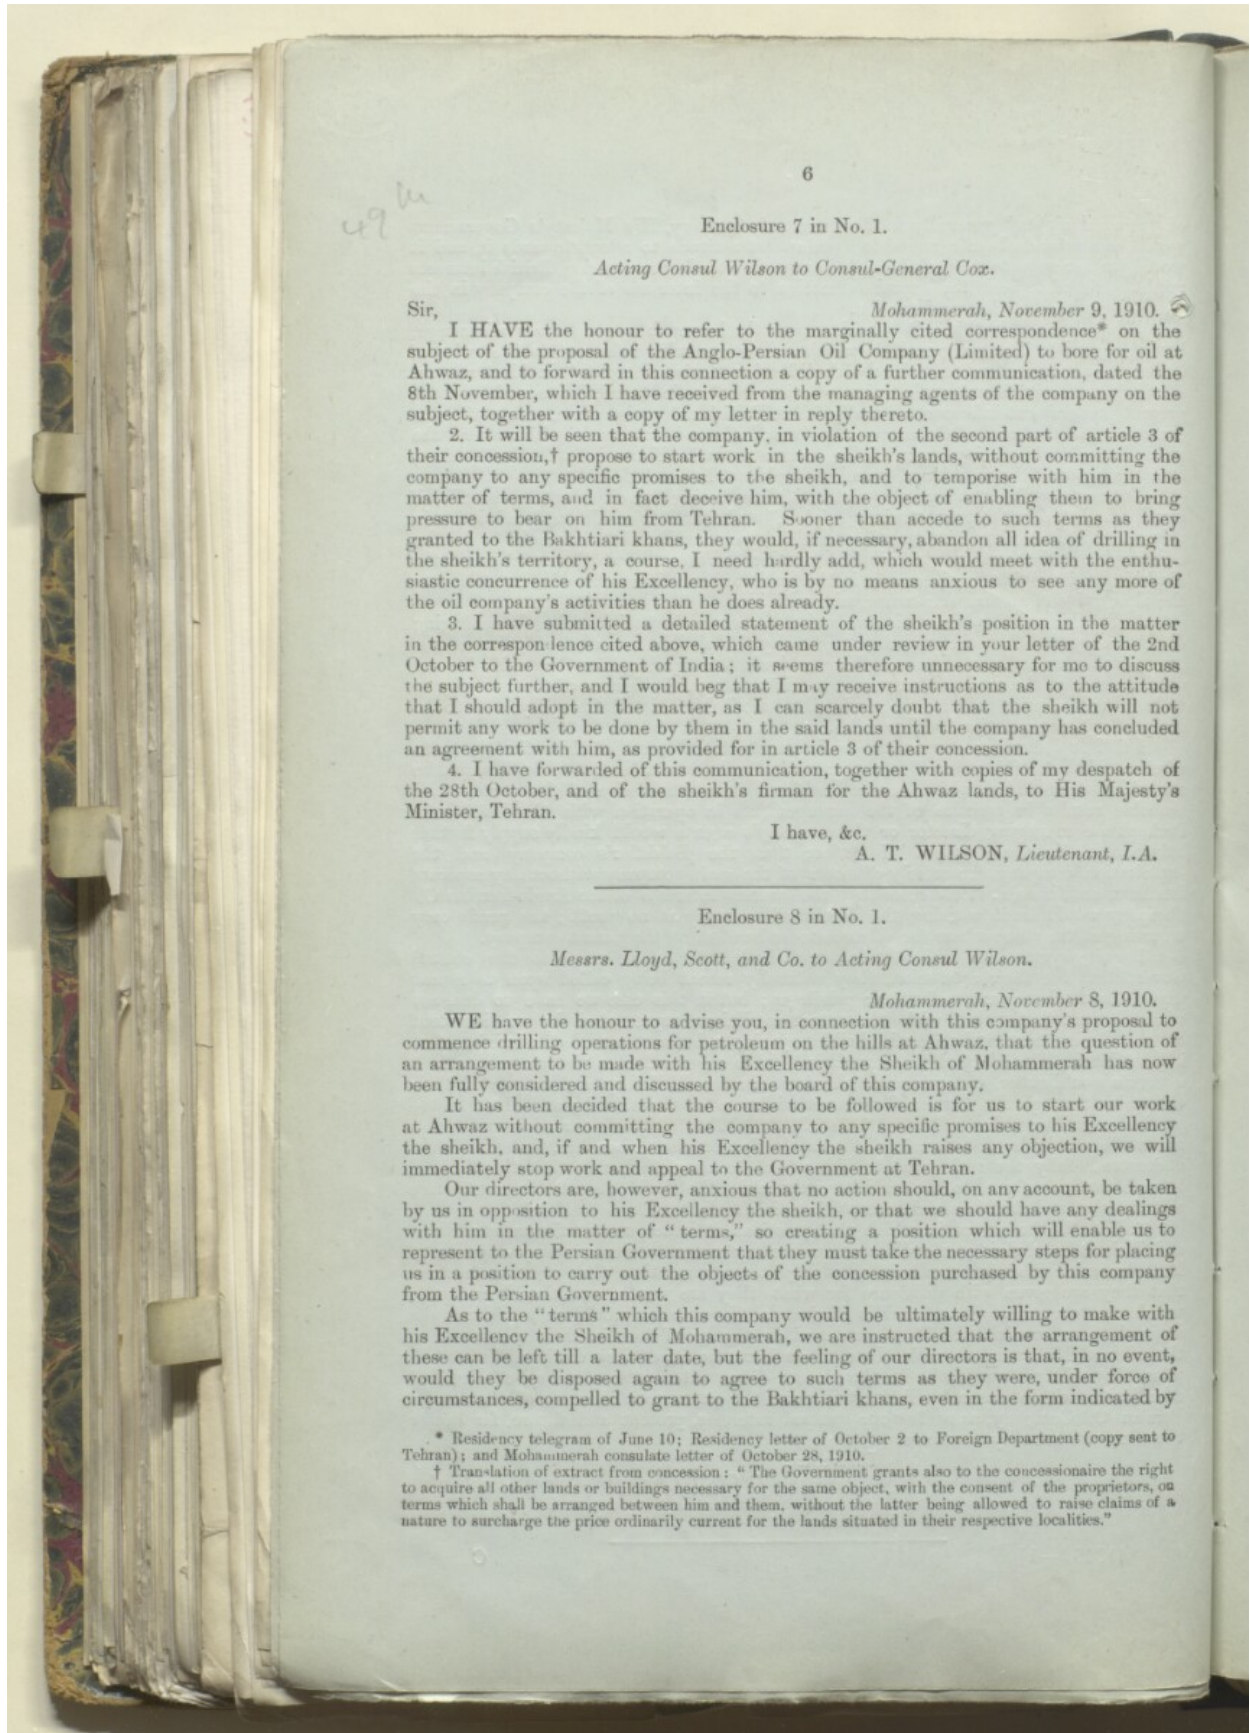 6
49
Enclosure 7 in No. 1.
Acting Consul Wilson to Consul-General Cox.
Sir, Mohammerah, November 9, 1910.
I HAVE the honour to refer to the marginally cited correspondence* on the
subject of the proposal of the Anglo-Persian Oil Company (Limited) to bore for oil at
Ahwaz, and to forward in this connection a copy of a further communication, dated the
8th November, which I have received from the managing agents of the company on the
subject, together with a copy of my letter in reply thereto.
2. It will be seen that the company, in violation of the second part of article 3 of
their concession,† propose to start work in the sheikh's lands, without committing the
company to any specific promises to the sheikh, and to temporise with him in the
matter of terms, and in fact deceive him, with the object of enabling them to bring
pressure to bear on him from Tehran. Sooner than accede to such terms as they
granted to the Bakhtiari khans, they would, if necessary, abandon all idea of drilling in
the sheikh's territory, a course, I need hardly add, which would meet with the enthu-
siastic concurrence of his Excellency, who is by no means anxious to see any more of
the oil company's activities than he does already.
3. I have submitted a detailed statement of the sheikh's position in the matter
in the correspondence cited above, which came under review in your letter of the 2nd
October to the Government of India; it seems therefore unnecessary for me to discuss
the subject further, and I would beg that I may receive instructions as to the attitude
that I should adopt in the matter, as I can scarcely doubt that the sheikh will not
permit any work to be done by them in the said lands until the company has concluded
an agreement with him, as provided for in article 3 of their concession.
4. I have forwarded of this communication, together with copies of my despatch of
the 28th October, and of the sheikh's firman for the Ahwaz lands, to His Majesty's
Minister, Tehran.
I have, &c.
A. T. WILSON, Lieutenant, I.A.
Enclosure 8 in No. 1.
Messrs. Lloyd, Scott, and Co. to Acting Consul Wilson.
Mohammerah, November 8, 1910.
WE have the honour to advise you, in connection with this company's proposal to
commence drilling operations for petroleum on the hills at Ahwaz, that the question of
an arrangement to be made with his Excellency the Sheikh of Mohammerah has now
been fully considered and discussed by the board of this company.
It has been decided that the course to be followed is for us to start our work
at Ahwaz without committing the company to any specific promises to his Excellency
the sheikh, and, if and when his Excellency the sheikh raises any objection, we will
immediately stop work and appeal to the Government at Tehran.
Our directors are, however, anxious that no action should, on any account, be taken
by us in opposition to his Excellency the sheikh, or that we should have any dealings
with him in the matter of "terms," so creating a position which will enable us to
represent to the Persian Government that they must take the necessary steps for placing
us in a position to carry out the objects of the concession purchased by this company
from the Persian Government.
As to the "terms" which this company would be ultimately willing to make with
his Excellency the Sheikh of Mohammerah, we are instructed that the arrangement of
these can be left till a later date, but the feeling of our directors is that, in no event,
would they be disposed again to agree to such terms as they were, under force of
circumstances, compelled to grant to the Bakhtiari khans, even in the form indicated by
* Residency telegram of June 10; Residency letter of October 2 to Foreign Department (copy sent to
Tehran); and Mohammerah consulate letter of October 28, 1910.
† Translation of extract from concession: "The Government grants also to the concessionaire the right
to acquire all other lands or buildings necessary for the same object, with the consent of the proprietors, on
terms which shall be arranged between him and them, without the latter being allowed to raise claims of a
nature to surcharge the price ordinarily current for the lands situated in their respective localities."